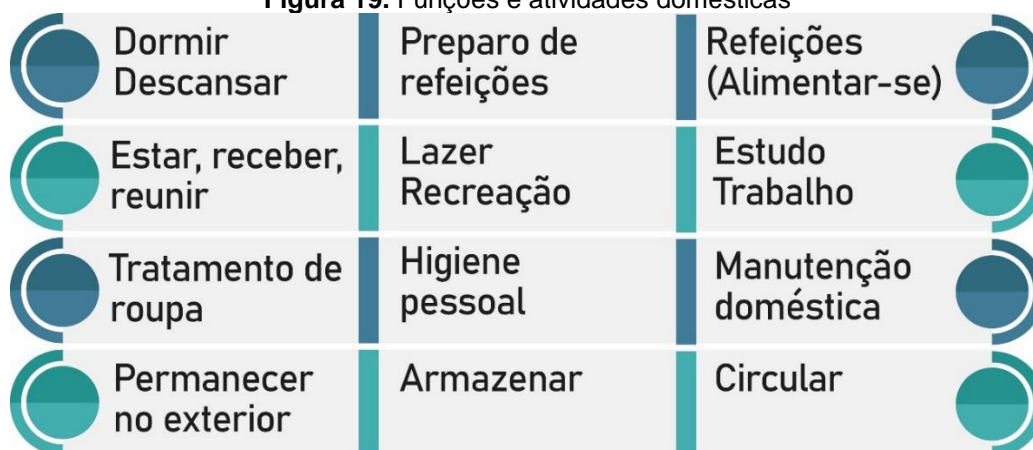 Figura 19. Funções e atividades domésticas
Dormir
Descansar
Preparo de
refeições
Refeições
(Alimentar-se)
Estar, receber,
reunir
Lazer
Recreação
Estudo
Trabalho
Tratamento de
roupa
Higiene
pessoal
Manutenção
doméstica
Permanecer
no exterior
Armazenar
Circular